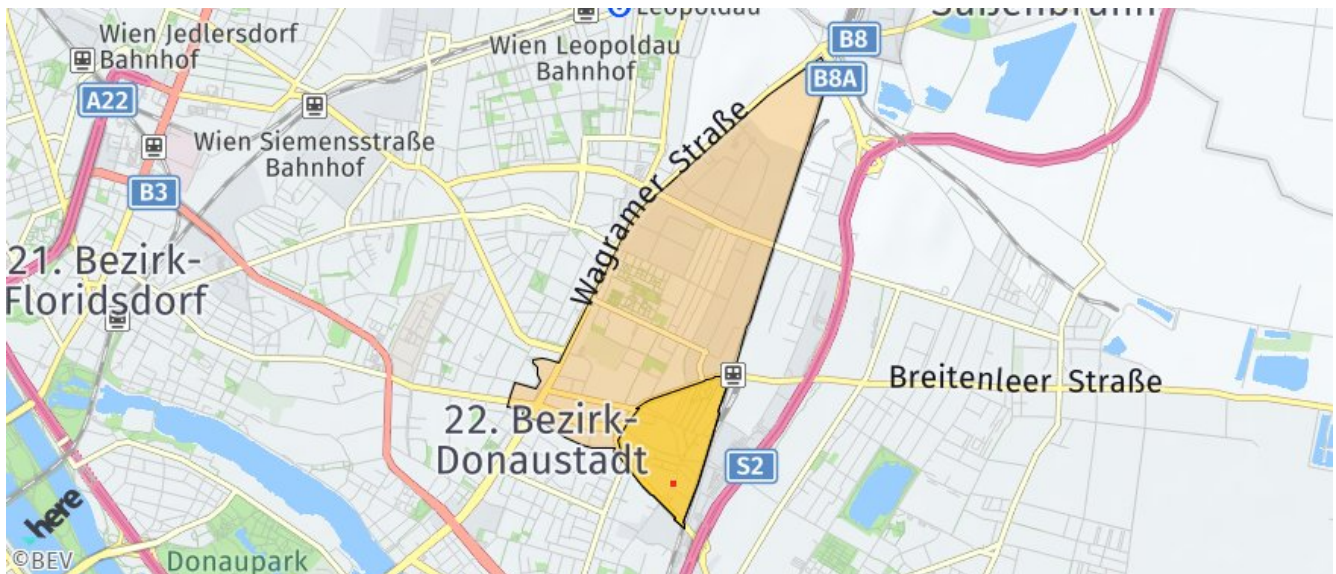 Leopoldau
Süßenbrunn
Wien Jedlersdorf
Bahnhof
Wien Leopoldau
Bahnhof
B8
B8A
A22
Wien Siemensstraße
Bahnhof
B3
Wagramer Straße
21. Bezirk-
Floridsdorf
Breitenleer Straße
22. Bezirk-
Donaustadt
S2
here
©BEV
Donaupark